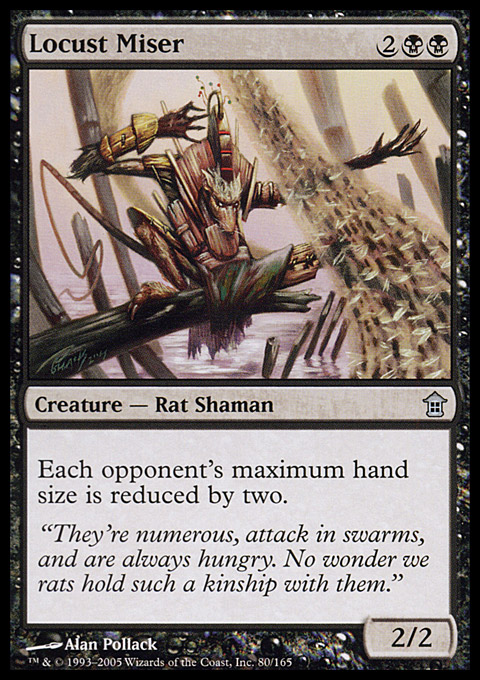 Locust Miser 2
Creature — Rat Shaman
Each opponent's maximum hand
size is reduced by two.
“They're numerous, attack in swarms,
and are always hungry. No wonder we
rats hold such a kinship with them.”
Alan Pollack
2/2
™ & © 1993–2005 Wizards of the Coast, Inc. 80/165